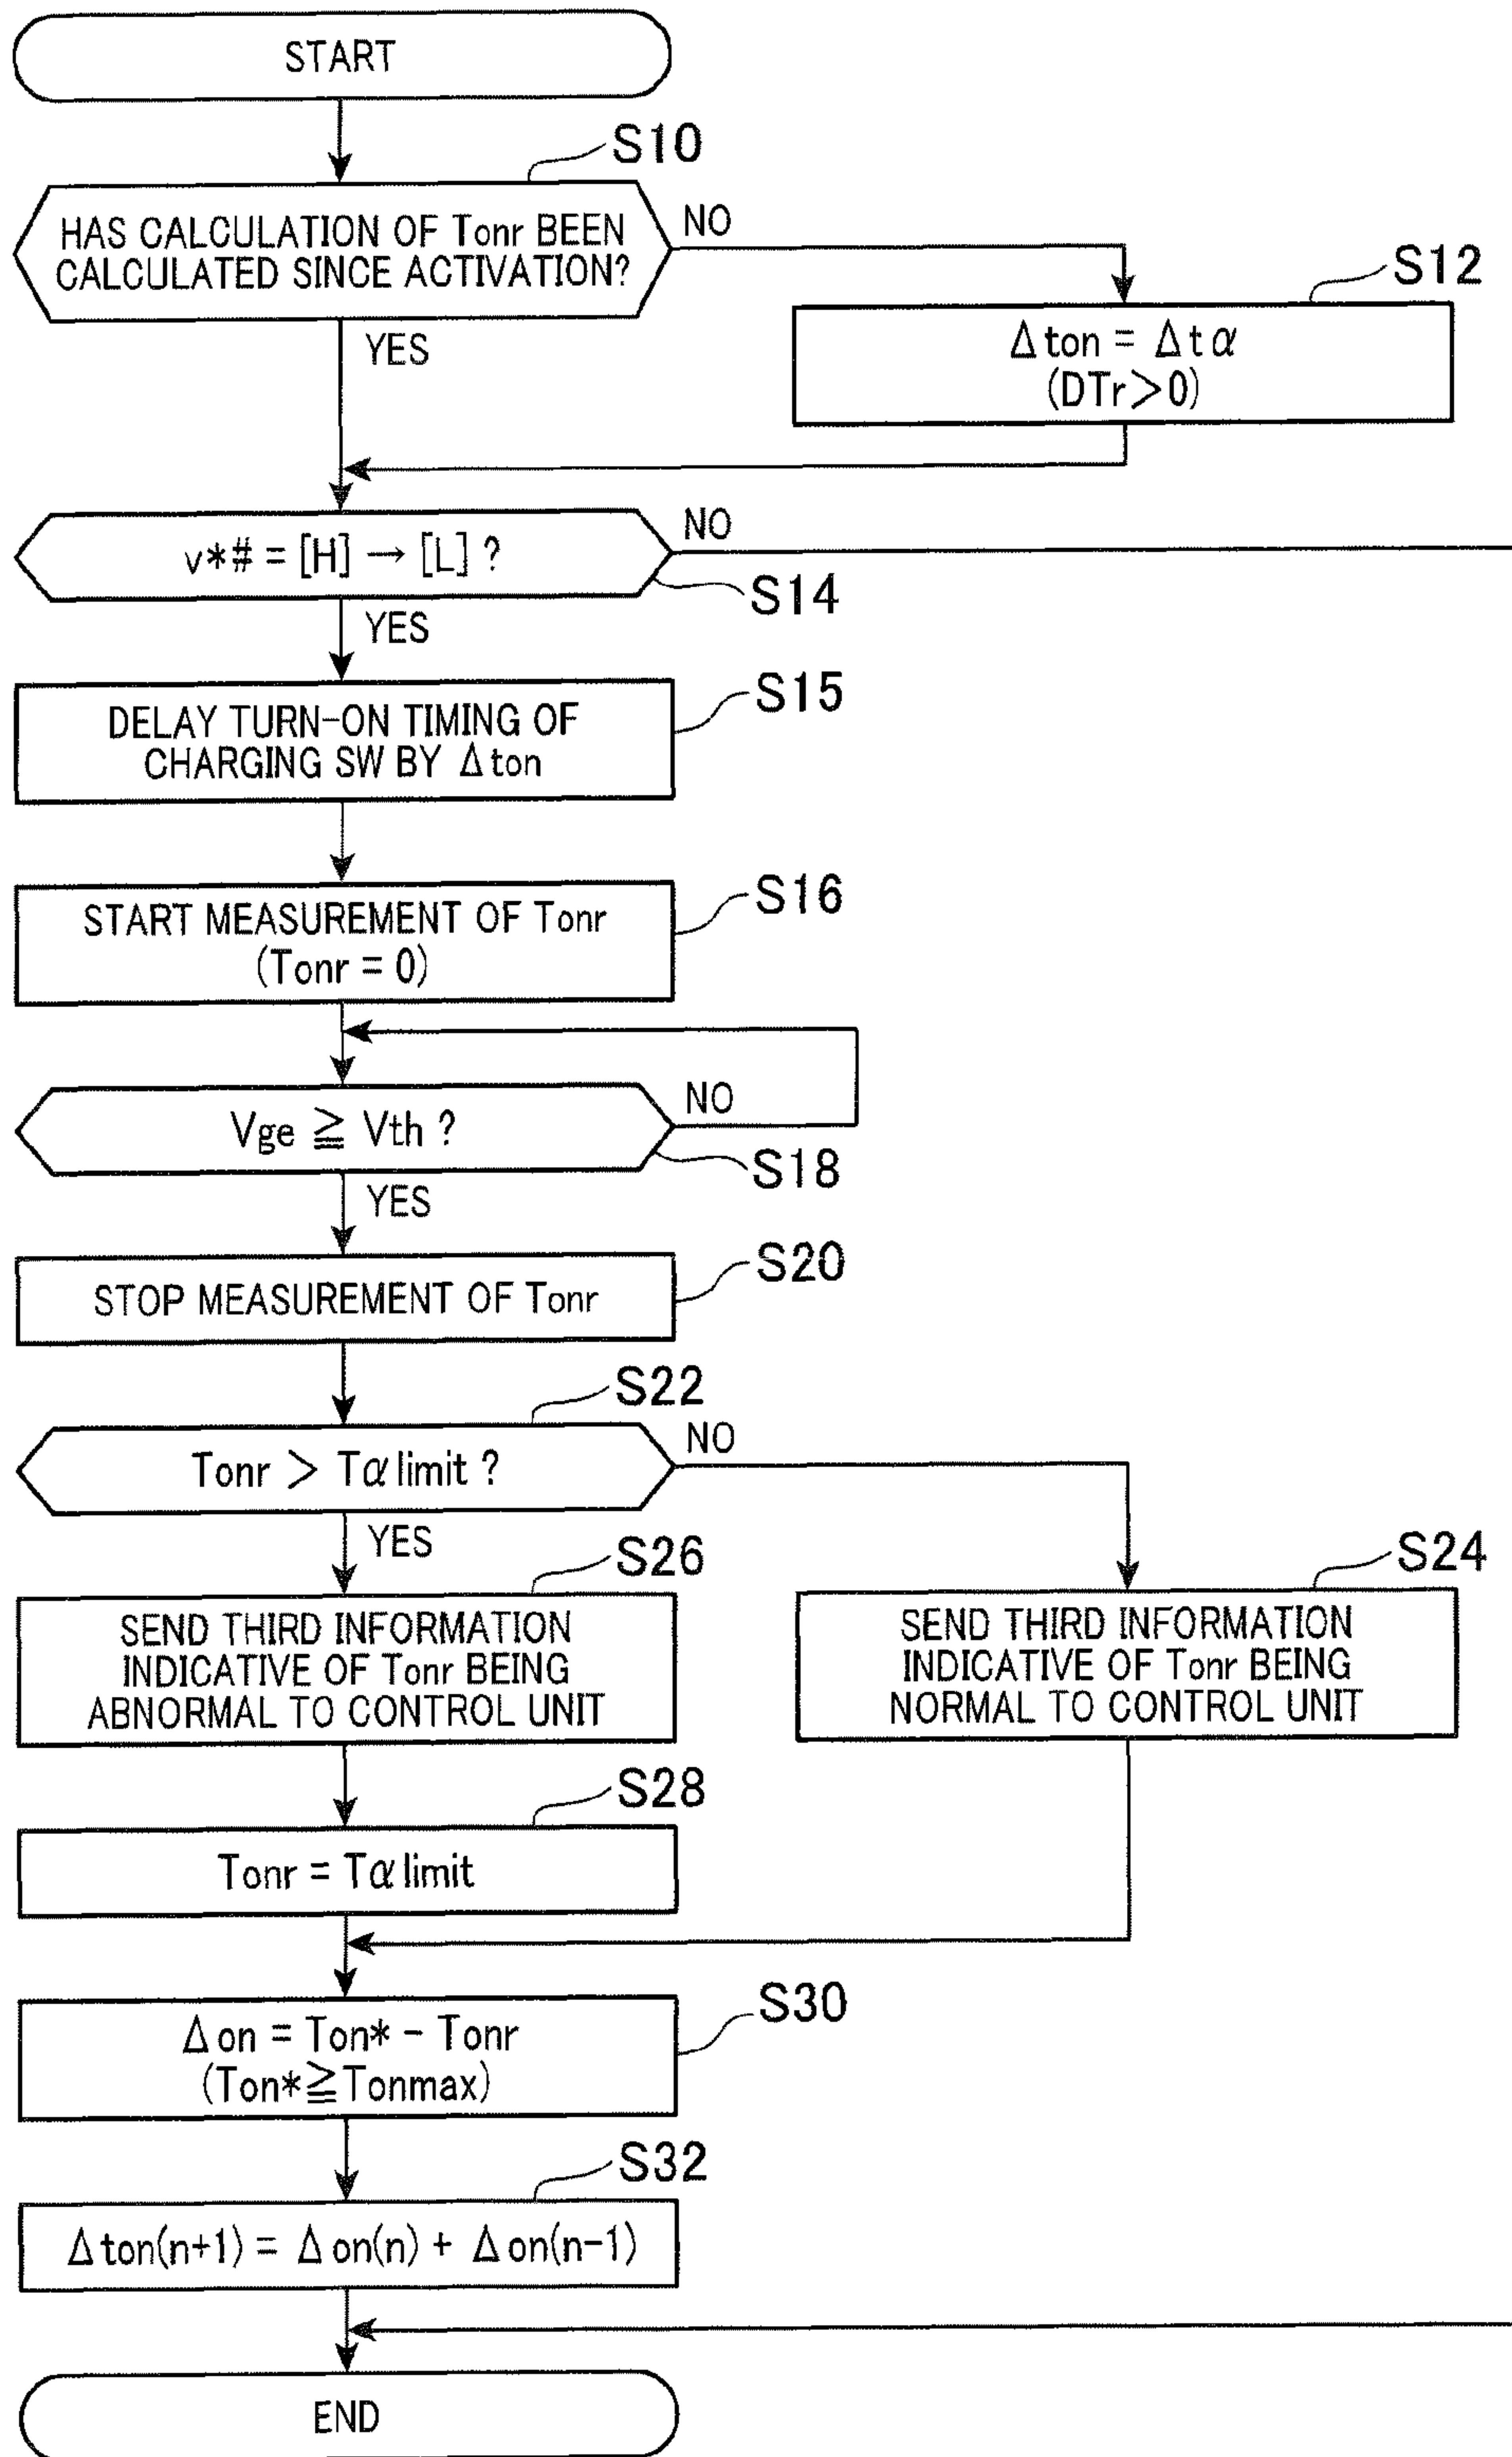 START
S10
HAS CALCULATION OF Tonr BEEN
CALCULATED SINCE ACTIVATION?
NO
S12
Δton = Δtα
(DTr>0)
YES
v*# = [H] → [L] ?
NO
S14
YES
DELAY TURN-ON TIMING OF
CHARGING SW BY Δton
S15
START MEASUREMENT OF Tonr
(Tonr = 0)
S16
Vge ≧ Vth ?
NO
S18
YES
STOP MEASUREMENT OF Tonr
S20
S22
Tonr > Tαlimit ?
NO
YES
S26
SEND THIRD INFORMATION
INDICATIVE OF Tonr BEING
ABNORMAL TO CONTROL UNIT
S24
SEND THIRD INFORMATION
INDICATIVE OF Tonr BEING
NORMAL TO CONTROL UNIT
S28
Tonr = Tαlimit
S30
Δon = Ton* - Tonr
(Ton*≧Tonmax)
S32
Δton(n+1) = Δon(n) + Δon(n-1)
END